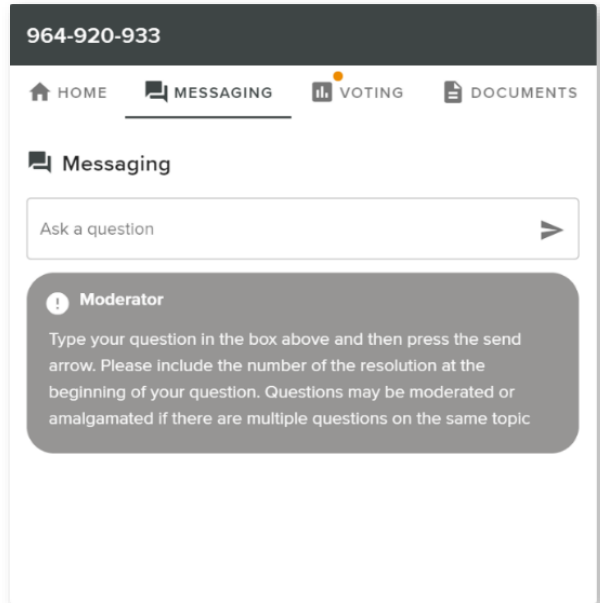 964-920-933
HOME MESSAGING VOTING DOCUMENTS
Messaging
Ask a question
Moderator
Type your question in the box above and then press the send
arrow. Please include the number of the resolution at the
beginning of your question. Questions may be moderated or
amalgamated if there are multiple questions on the same topic